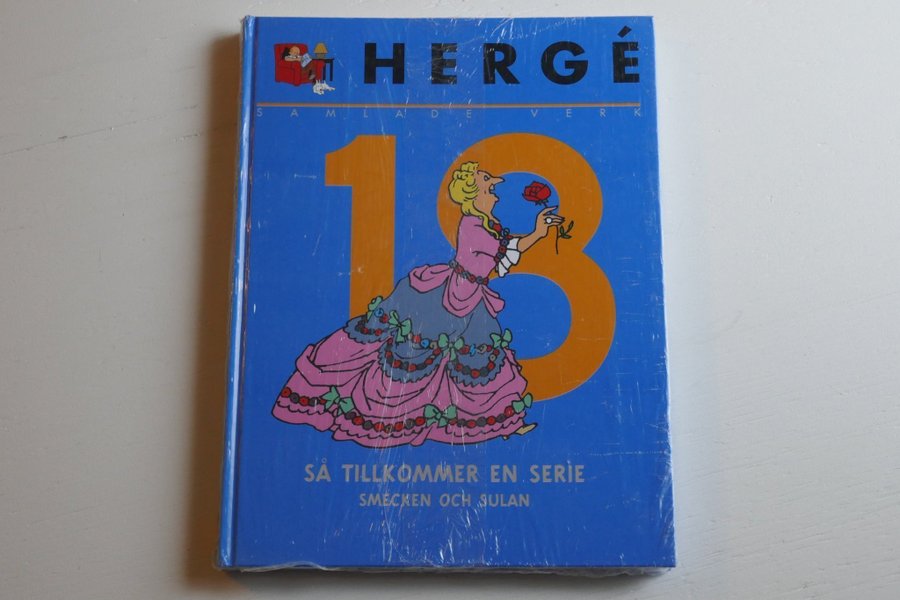 HERGÉ
SAMLADE VERK
18
SÅ TILLKOMMER EN SERIE
SMECKEN OCH SULAN